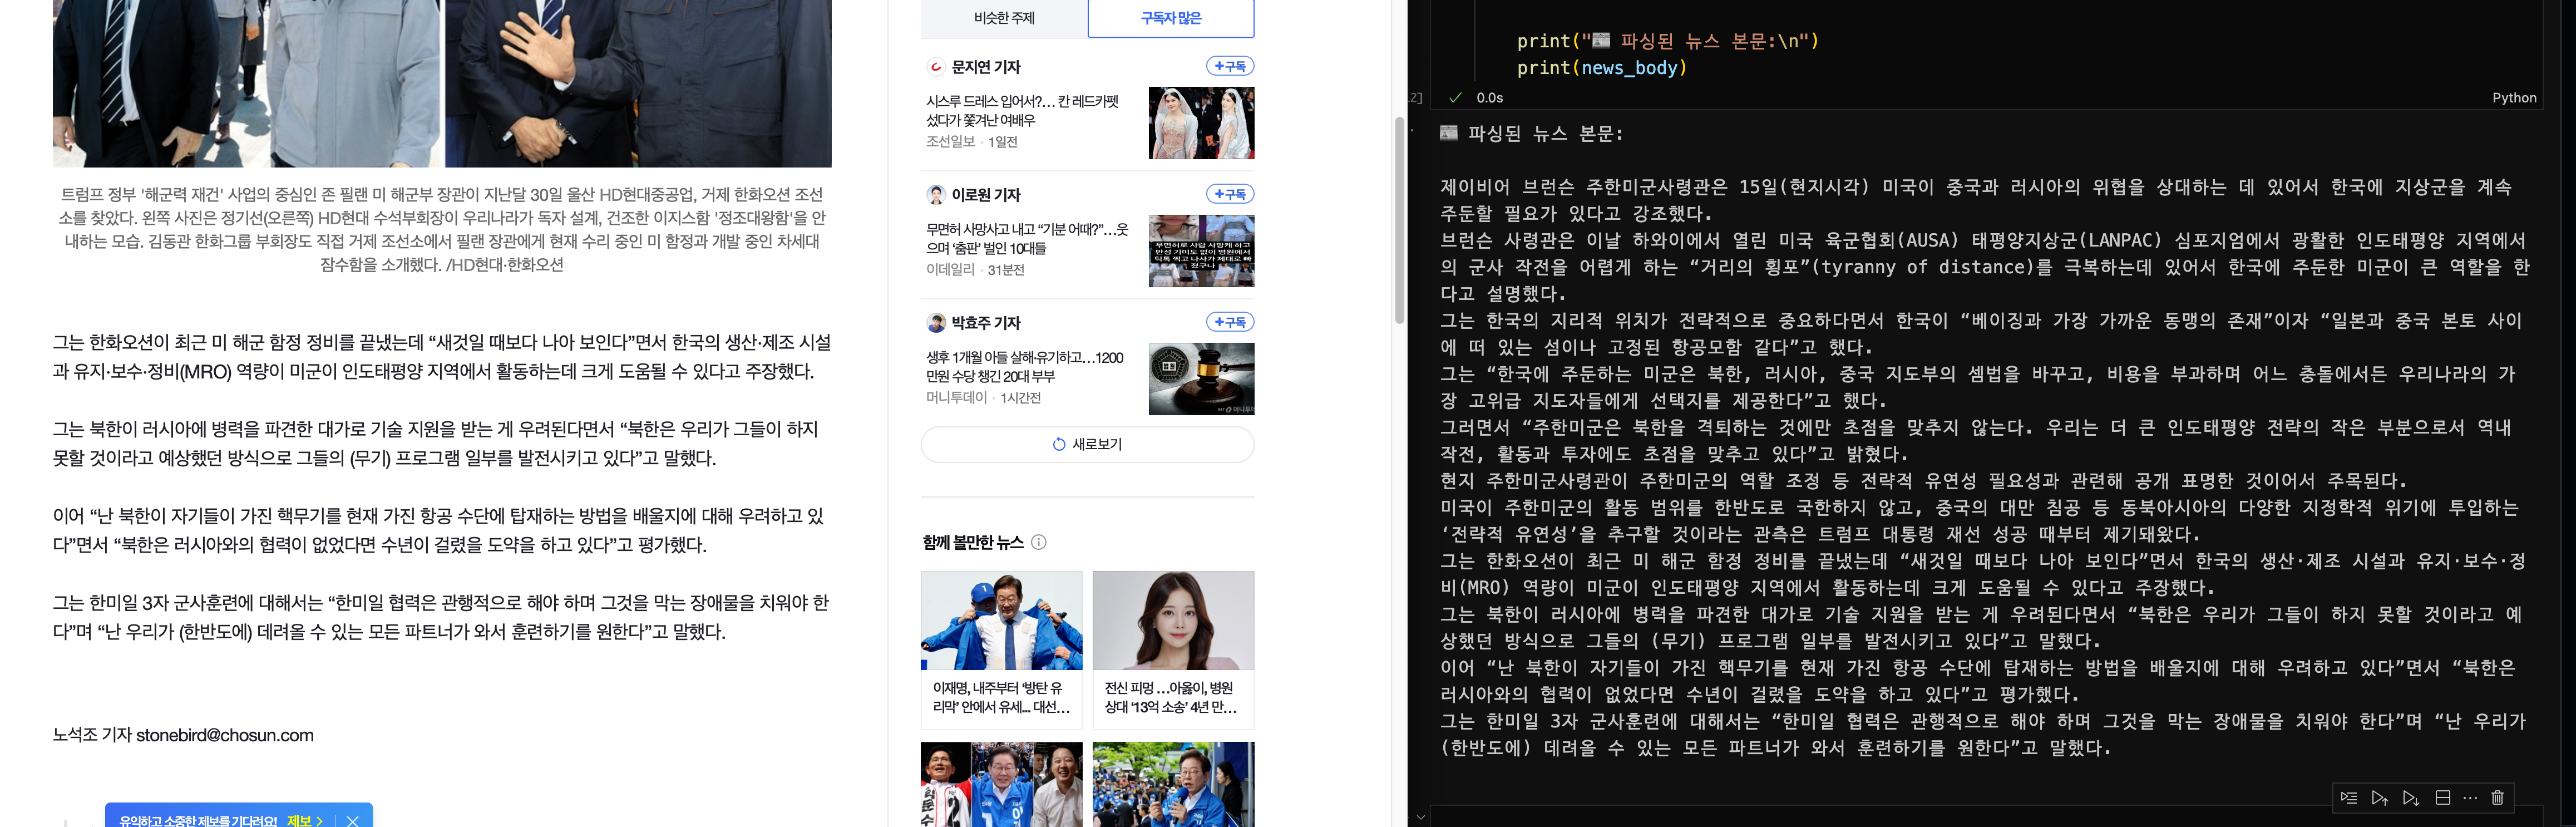 트럼프 정부 '해군력 재건' 사업의 중심인 존 필랜 미 해군부 장관이 지난달 30일 울산 HD현대중공업, 거제 한화오션 조선
소를 찾았다. 왼쪽 사진은 정기선(오른쪽) HD현대 수석부회장이 우리나라가 독자 설계, 건조한 이지스함 '정조대왕함'을 안
내하는 모습. 김동관 한화그룹 부회장도 직접 거제 조선소에서 필랜 장관에게 현재 수리 중인 미 함정과 개발 중인 차세대
잠수함을 소개했다. /HD현대·한화오션
그는 한화오션이 최근 미 해군 함정 정비를 끝냈는데 “새것일 때보다 나아 보인다”면서 한국의 생산·제조 시설
과 유지·보수·정비(MRO) 역량이 미군이 인도태평양 지역에서 활동하는데 크게 도움될 수 있다고 주장했다.
그는 북한이 러시아에 병력을 파견한 대가로 기술 지원을 받는 게 우려된다면서 “북한은 우리가 그들이 하지
못할 것이라고 예상했던 방식으로 그들의 (무기) 프로그램 일부를 발전시키고 있다”고 말했다.
이어 “난 북한이 자기들이 가진 핵무기를 현재 가진 항공 수단에 탑재하는 방법을 배울지에 대해 우려하고 있
다”면서 “북한은 러시아와의 협력이 없었다면 수년이 걸렸을 도약을 하고 있다”고 평가했다.
그는 한미일 3자 군사훈련에 대해서는 “한미일 협력은 관행적으로 해야 하며 그것을 막는 장애물을 치워야 한
다”며 “난 우리가 (한반도에) 데려올 수 있는 모든 파트너가 와서 훈련하기를 원한다”고 말했다.
노석조 기자 stonebird@chosun.com
유익하고 소중한 제보를 기다려요! 제보 >
비슷한 주제
구독자 많은
문지연 기자
+구독
시스루 드레스 입어서?… 칸 레드카펫
섰다가 쫓겨난 여배우
조선일보 · 1일전
이로원 기자
+구독
무면허 사망사고 내고 “기분 어때?”…웃
으며 ‘춤판’ 벌인 10대들
이데일리 · 31분전
박효주 기자
+구독
생후 1개월 아들 살해·유기하고…1200
만원 수당 챙긴 20대 부부
머니투데이 · 1시간전
새로보기
함께 볼만한 뉴스
이재명, 내주부터 ‘방탄 유
리막’ 안에서 유세... 대선…
전신 피멍 …아옳이, 병원
상대 ‘13억 소송’ 4년 만…
print("📰 파싱된 뉴스 본문:\n")
print(news_body)
0.0s
Python
📰 파싱된 뉴스 본문:
제이비어 브런슨 주한미군사령관은 15일(현지시각) 미국이 중국과 러시아의 위협을 상대하는 데 있어서 한국에 지상군을 계속
주둔할 필요가 있다고 강조했다.
브런슨 사령관은 이날 하와이에서 열린 미국 육군협회(AUSA) 태평양지상군(LANPAC) 심포지엄에서 광활한 인도태평양 지역에서
의 군사 작전을 어렵게 하는 “거리의 횡포”(tyranny of distance)를 극복하는데 있어서 한국에 주둔한 미군이 큰 역할을 한
다고 설명했다.
그는 한국의 지리적 위치가 전략적으로 중요하다면서 한국이 “베이징과 가장 가까운 동맹의 존재”이자 “일본과 중국 본토 사이
에 떠 있는 섬이나 고정된 항공모함 같다”고 했다.
그는 “한국에 주둔하는 미군은 북한, 러시아, 중국 지도부의 셈법을 바꾸고, 비용을 부과하며 어느 충돌에서든 우리나라의 가
장 고위급 지도자들에게 선택지를 제공한다”고 했다.
그러면서 “주한미군은 북한을 격퇴하는 것에만 초점을 맞추지 않는다. 우리는 더 큰 인도태평양 전략의 작은 부분으로서 역내
작전, 활동과 투자에도 초점을 맞추고 있다”고 밝혔다.
현지 주한미군사령관이 주한미군의 역할 조정 등 전략적 유연성 필요성과 관련해 공개 표명한 것이어서 주목된다.
미국이 주한미군의 활동 범위를 한반도로 국한하지 않고, 중국의 대만 침공 등 동북아시아의 다양한 지정학적 위기에 투입하는
‘전략적 유연성’을 추구할 것이라는 관측은 트럼프 대통령 재선 성공 때부터 제기돼왔다.
그는 한화오션이 최근 미 해군 함정 정비를 끝냈는데 “새것일 때보다 나아 보인다”면서 한국의 생산·제조 시설과 유지·보수·정
비(MRO) 역량이 미군이 인도태평양 지역에서 활동하는데 크게 도움될 수 있다고 주장했다.
그는 북한이 러시아에 병력을 파견한 대가로 기술 지원을 받는 게 우려된다면서 “북한은 우리가 그들이 하지 못할 것이라고 예
상했던 방식으로 그들의 (무기) 프로그램 일부를 발전시키고 있다”고 말했다.
이어 “난 북한이 자기들이 가진 핵무기를 현재 가진 항공 수단에 탑재하는 방법을 배울지에 대해 우려하고 있다”면서 “북한은
러시아와의 협력이 없었다면 수년이 걸렸을 도약을 하고 있다”고 평가했다.
그는 한미일 3자 군사훈련에 대해서는 “한미일 협력은 관행적으로 해야 하며 그것을 막는 장애물을 치워야 한다”며 “난 우리가
(한반도에) 데려올 수 있는 모든 파트너가 와서 훈련하기를 원한다”고 말했다.